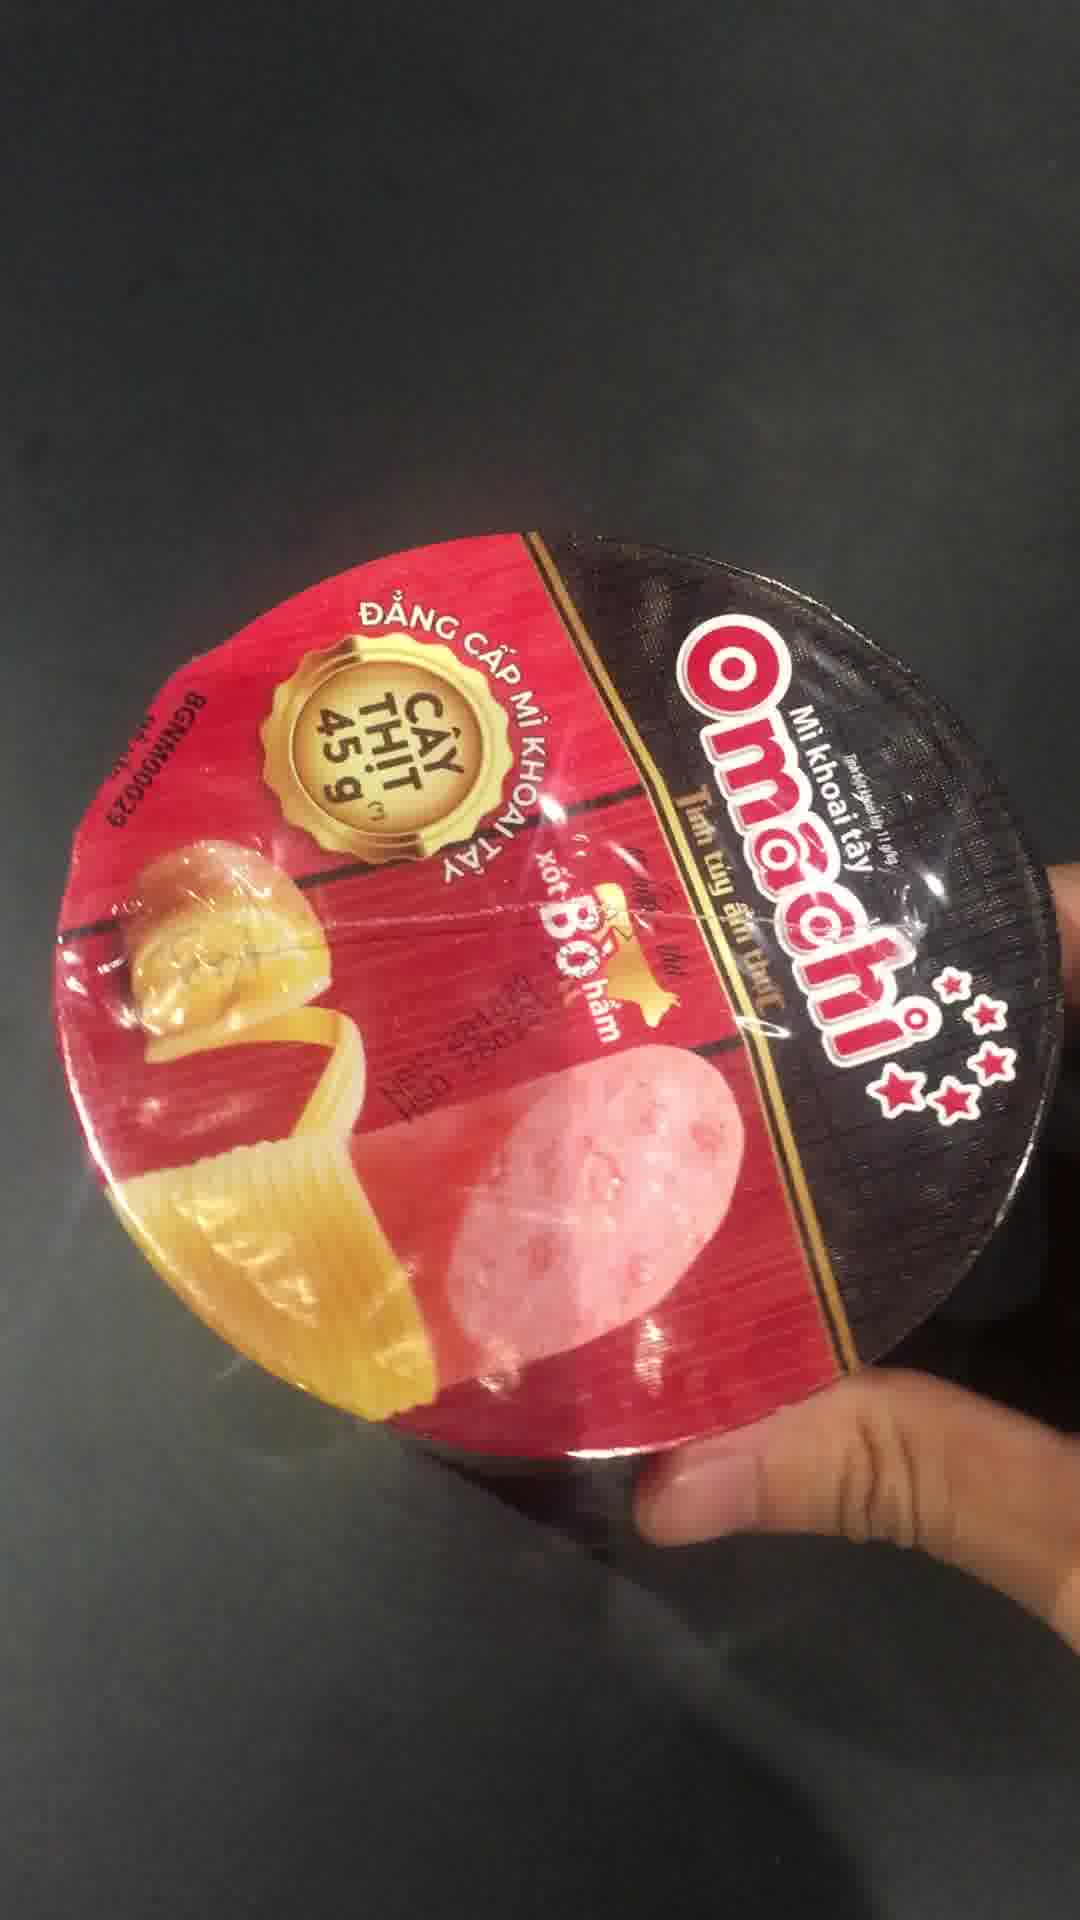 Omachi
Mì khoai tây
Tinh túy ẩm thực
ĐẲNG CẤP MÌ KHOAI TÂY
CÂY
THỊT
45 g
xốt Bò hầm
8GNM000029